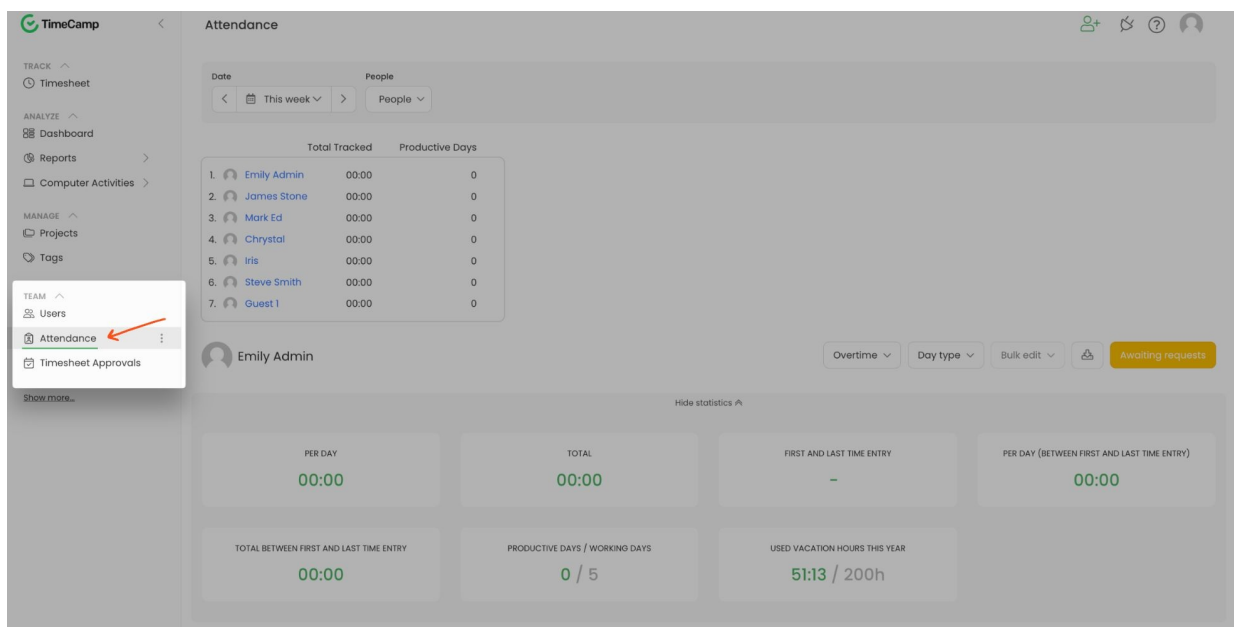 TimeCamp
Attendance
TRACK
Timesheet
ANALYZE
Dashboard
Reports
Computer Activities
MANAGE
Projects
Tags
TEAM
Users
Attendance
Timesheet Approvals
Show more...
Date People
This week People
Total Tracked Productive Days
1. Emily Admin 00:00 0
2. James Stone 00:00 0
3. Mark Ed 00:00 0
4. Chrystal 00:00 0
5. Iris 00:00 0
6. Steve Smith 00:00 0
7. Guest 1 00:00 0
Emily Admin Overtime Day type Bulk edit Awaiting requests
Hide statistics
PER DAY TOTAL FIRST AND LAST TIME ENTRY PER DAY (BETWEEN FIRST AND LAST TIME ENTRY)
00:00 00:00 - 00:00
TOTAL BETWEEN FIRST AND LAST TIME ENTRY PRODUCTIVE DAYS / WORKING DAYS USED VACATION HOURS THIS YEAR
00:00 0 / 5 51:13 / 200h